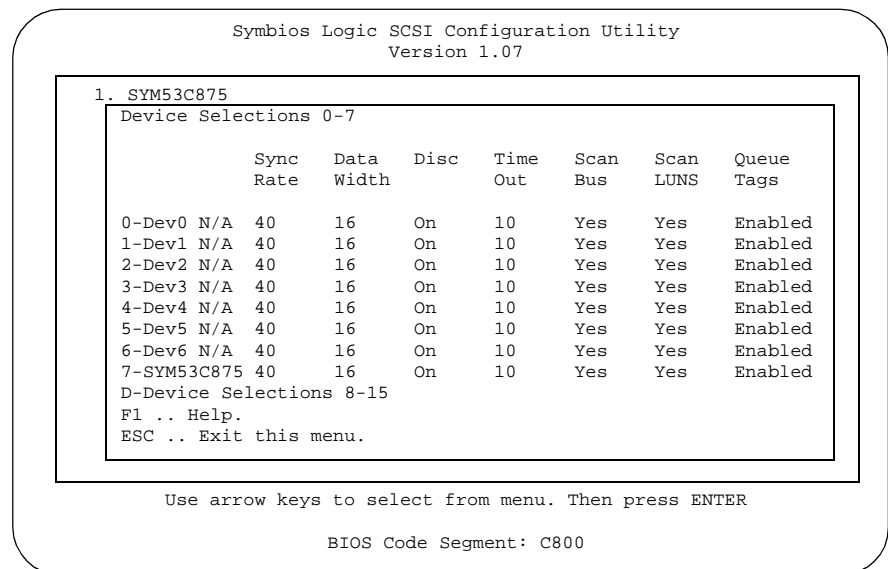 Symbios Logic SCSI Configuration Utility
Version 1.07
1. SYM53C875
Device Selections 0-7
Sync Data Disc Time Scan Scan Queue
Rate Width Out Bus LUNS Tags
0-Dev0 N/A 40 16 On 10 Yes Yes Enabled
1-Dev1 N/A 40 16 On 10 Yes Yes Enabled
2-Dev2 N/A 40 16 On 10 Yes Yes Enabled
3-Dev3 N/A 40 16 On 10 Yes Yes Enabled
4-Dev4 N/A 40 16 On 10 Yes Yes Enabled
5-Dev5 N/A 40 16 On 10 Yes Yes Enabled
6-Dev6 N/A 40 16 On 10 Yes Yes Enabled
7-SYM53C875 40 16 On 10 Yes Yes Enabled
D-Device Selections 8-15
F1 .. Help.
ESC .. Exit this menu.
Use arrow keys to select from menu. Then press ENTER
BIOS Code Segment: C800